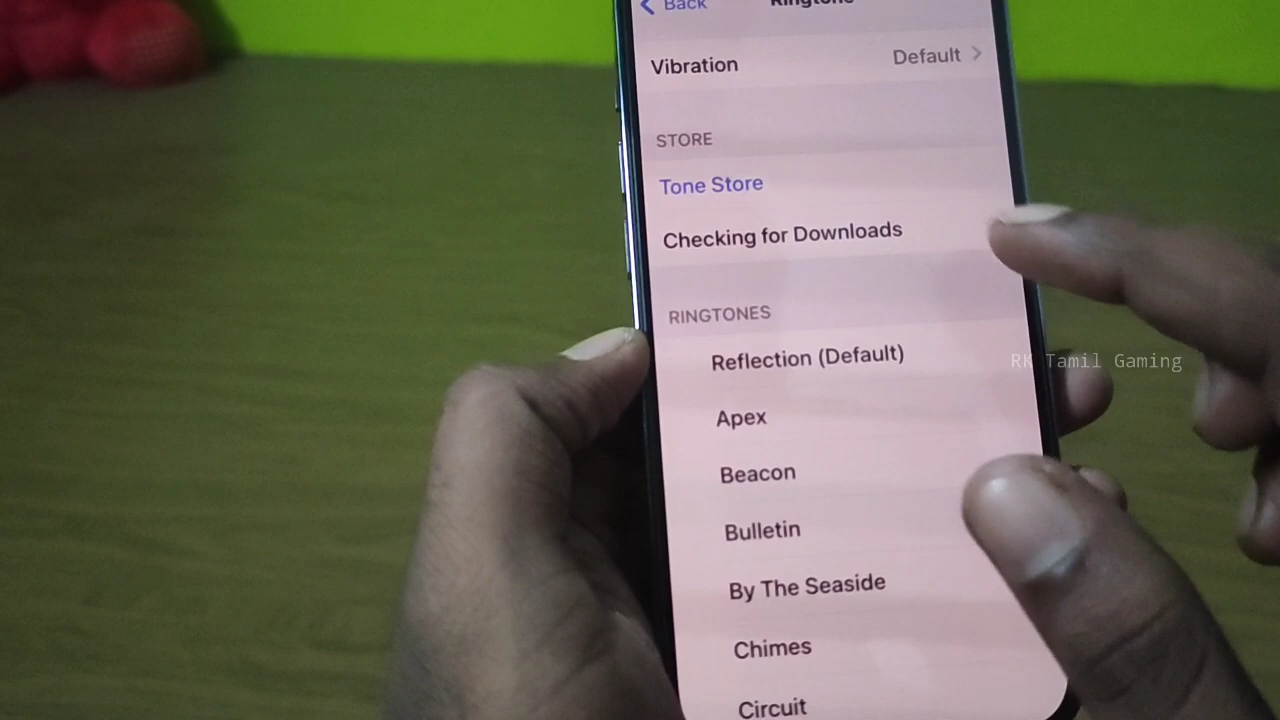 Back
Ringtone
Vibration
Default
STORE
Tone Store
Checking for Downloads
RINGTONES
Reflection (Default)
RK Tamil Gaming
Apex
Beacon
Bulletin
By The Seaside
Chimes
Circuit